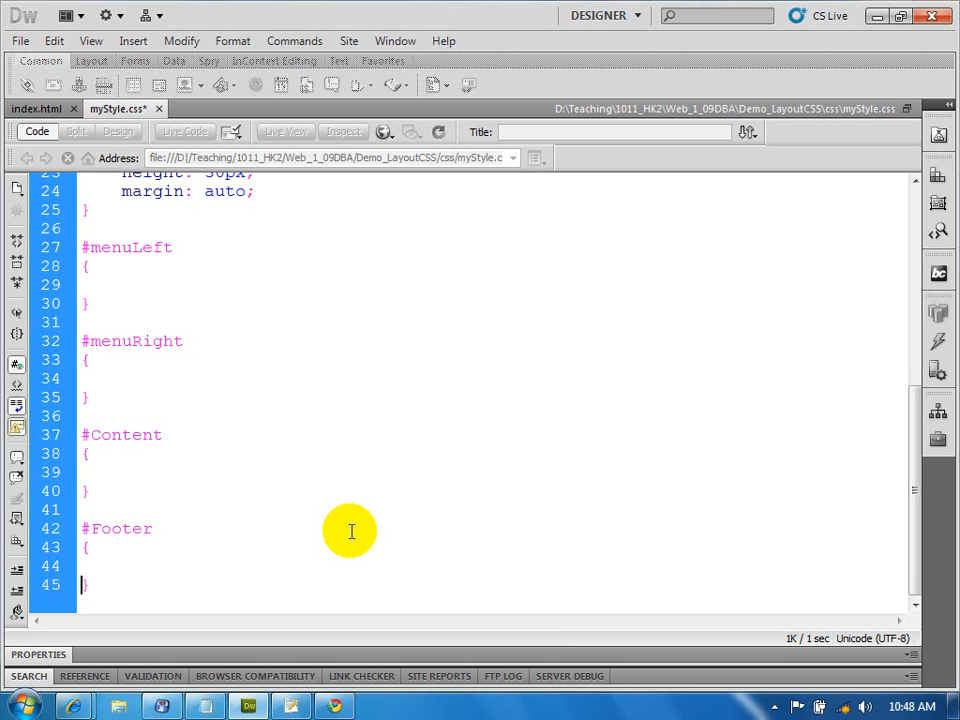 Dw
DESIGNER
CS Live
File Edit View Insert Modify Format Commands Site Window Help
Common Layout Forms Data Spry InContext Editing Text Favorites
index.html myStyle.css* D:\Teaching\1011_HK2\Web_1_09DBA\Demo_LayoutCSS\css\myStyle.css
Code Split Design Live Code Live View Inspect Title:
Address: file:///D|/Teaching/1011_HK2/Web_1_09DBA/Demo_LayoutCSS/css/myStyle.c
23 height: 30px;
24 margin: auto;
25 }
26
27 #menuLeft
28 {
29
30 }
31
32 #menuRight
33 {
34
35 }
36
37 #Content
38 {
39
40 }
41
42 #Footer
43 {
44
45 }
1K / 1 sec Unicode (UTF-8)
PROPERTIES
SEARCH REFERENCE VALIDATION BROWSER COMPATIBILITY LINK CHECKER SITE REPORTS FTP LOG SERVER DEBUG
Dw
10:48 AM